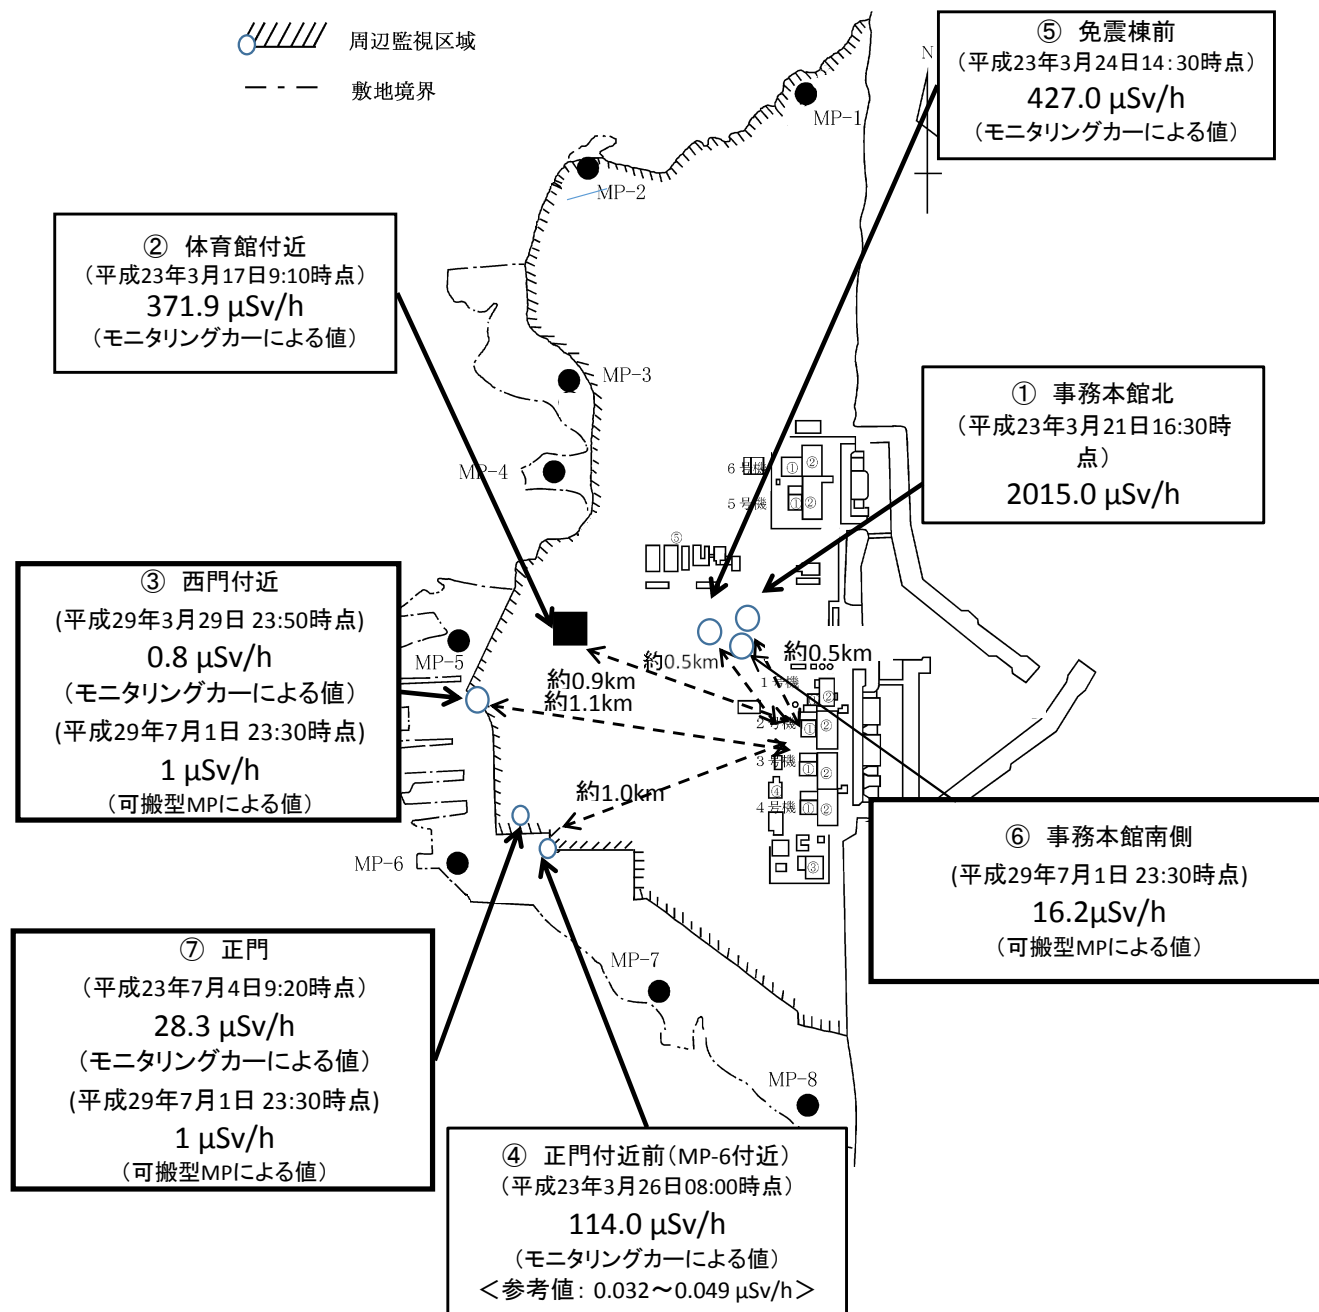 周辺監視区域
敷地境界
⑤ 免震棟前
（平成23年3月24日14：30時点）
427.0 μSv/h
（モニタリングカーによる値）
N
MP-1
MP-2
② 体育館付近
（平成23年3月17日9:10時点）
371.9 μSv/h
（モニタリングカーによる値）
MP-3
① 事務本館北
（平成23年3月21日16:30時
点）
2015.0 μSv/h
MP-4
6号機
①
②
5号機
①
②
⑤
③ 西門付近
(平成29年3月29日 23:50時点)
0.8 μSv/h
（モニタリングカーによる値）
(平成29年7月1日 23:30時点)
1 μSv/h
（可搬型MPによる値）
MP-5
約0.5km
約0.5km
約0.9km
約1.1km
1号機
②
2号機
①
②
3号機
①
②
約1.0km
④
4号機
①
②
③
MP-6
⑥ 事務本館南側
(平成29年7月1日 23:30時点)
16.2μSv/h
（可搬型MPによる値）
⑦ 正門
（平成23年7月4日9:20時点）
28.3 μSv/h
（モニタリングカーによる値）
(平成29年7月1日 23:30時点)
1 μSv/h
（可搬型MPによる値）
MP-7
MP-8
④ 正門付近前（MP-6付近）
（平成23年3月26日08:00時点）
114.0 μSv/h
（モニタリングカーによる値）
＜参考値： 0.032～0.049 μSv/h＞